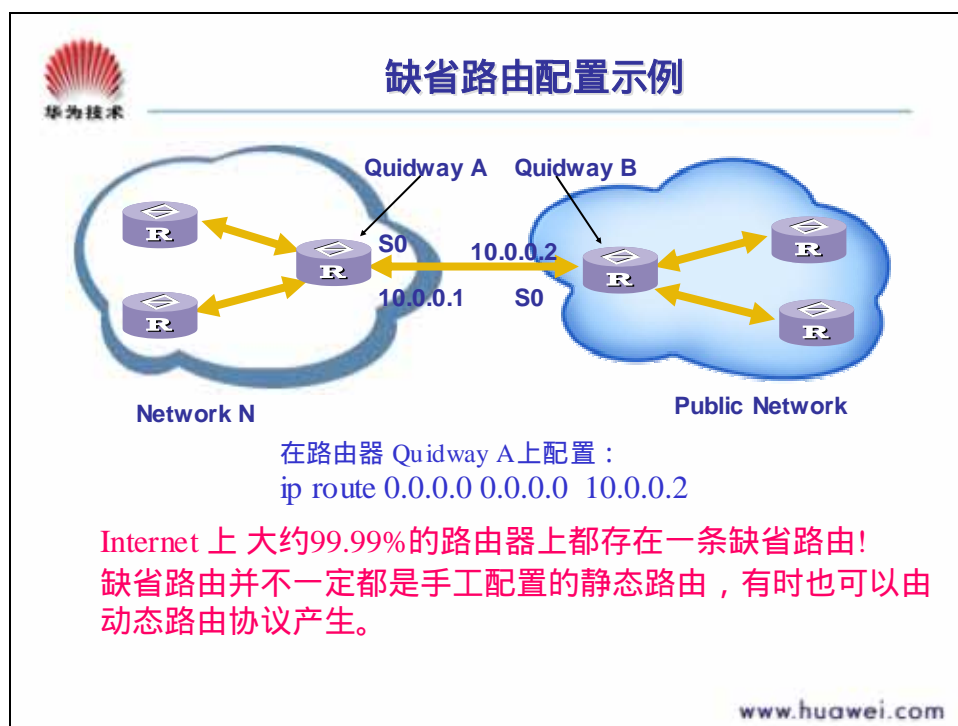 缺省路由配置示例
华为技术
Quidway A
Quidway B
R
R
S0
10.0.0.2
R
R
R
10.0.0.1
S0
R
R
Network N
Public Network
在路由器 Quidway A上配置：
ip route 0.0.0.0 0.0.0.0 10.0.0.2
Internet 上 大约99.99%的路由器上都存在一条缺省路由!
缺省路由并不一定都是手工配置的静态路由，有时也可以由
动态路由协议产生。
www.huawei.com